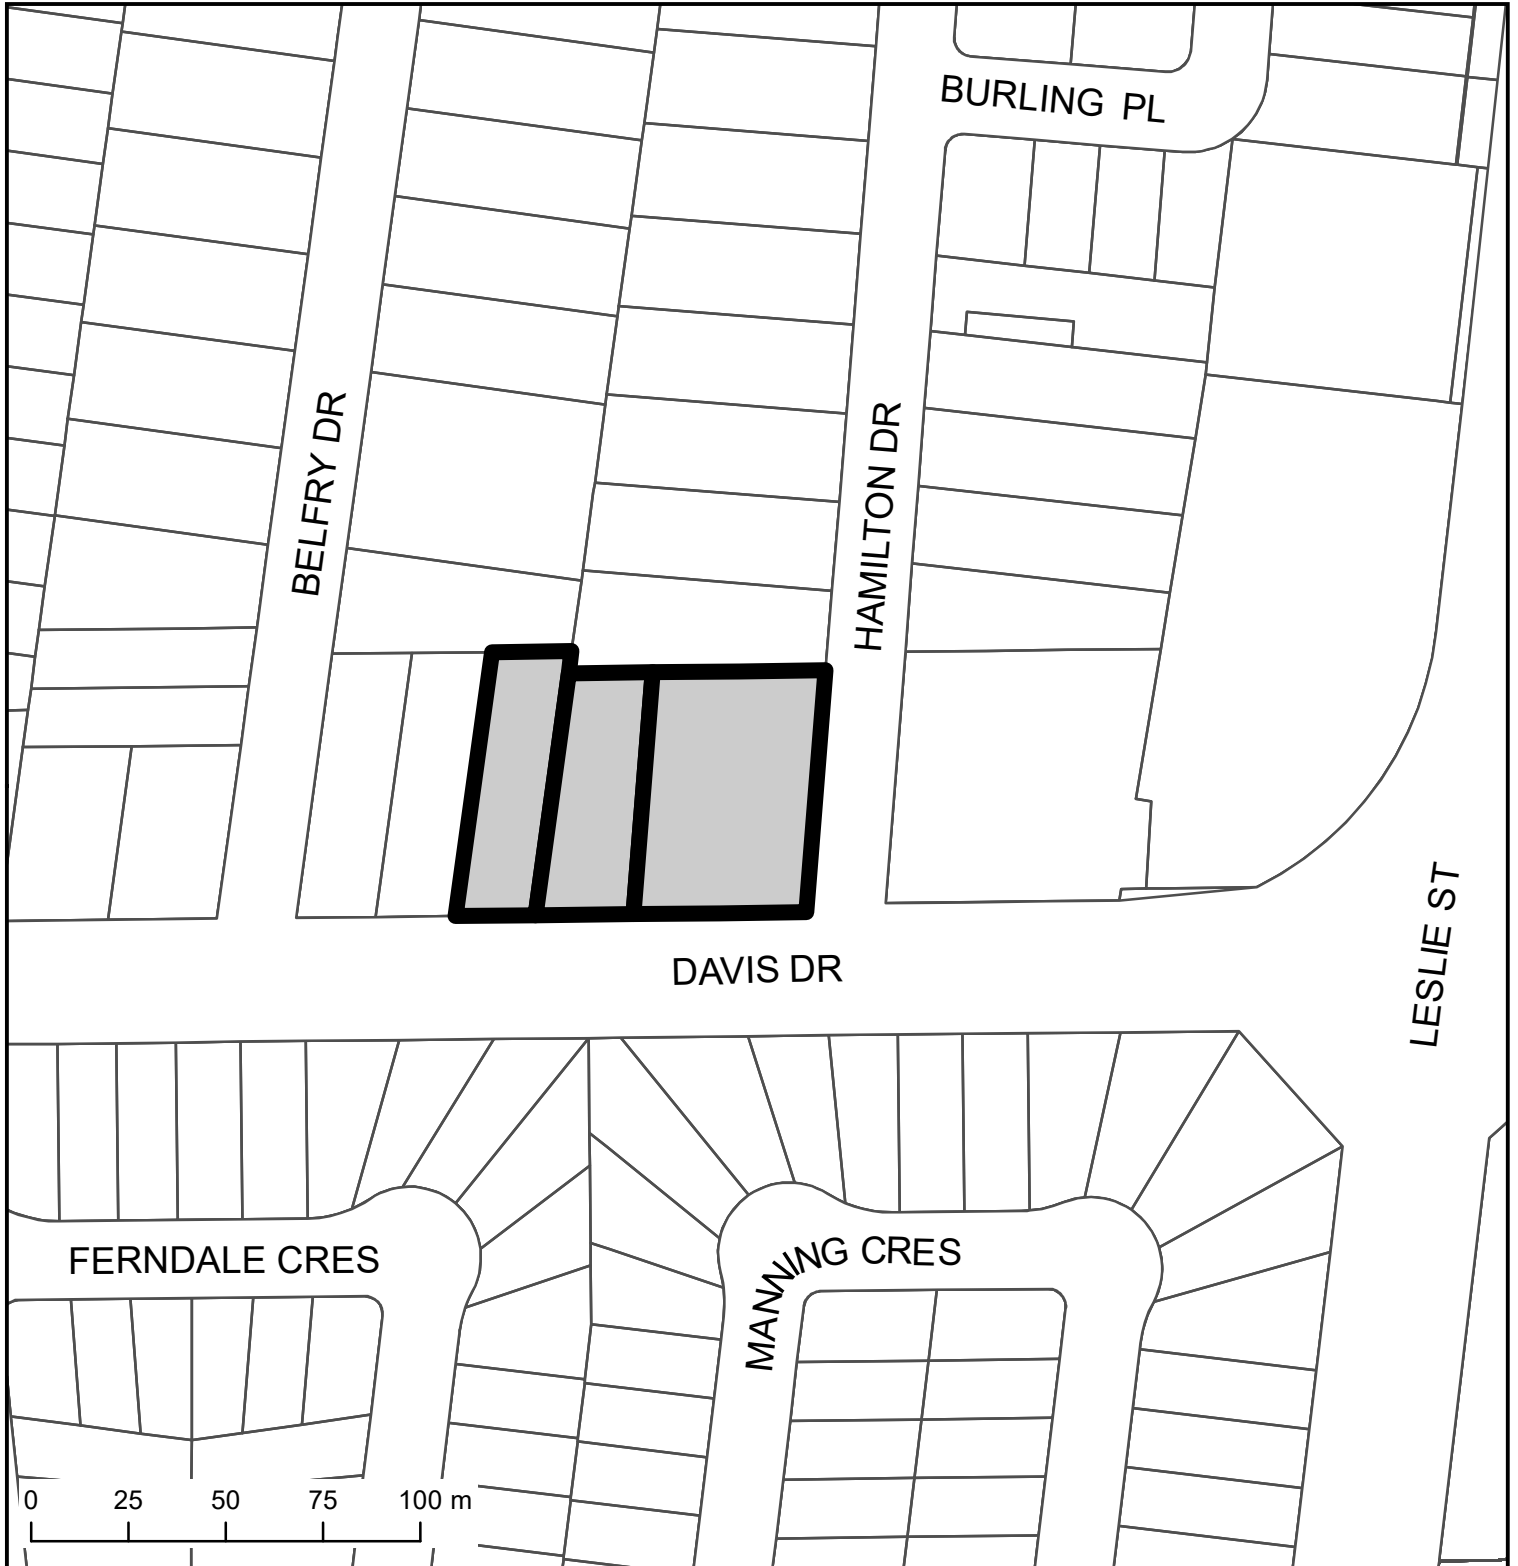 BURLING PL
BELFRY DR
HAMILTON DR
LESLIE ST
DAVIS DR
FERNDALE CRES
MANNING CRES
0 25 50 75 100 m